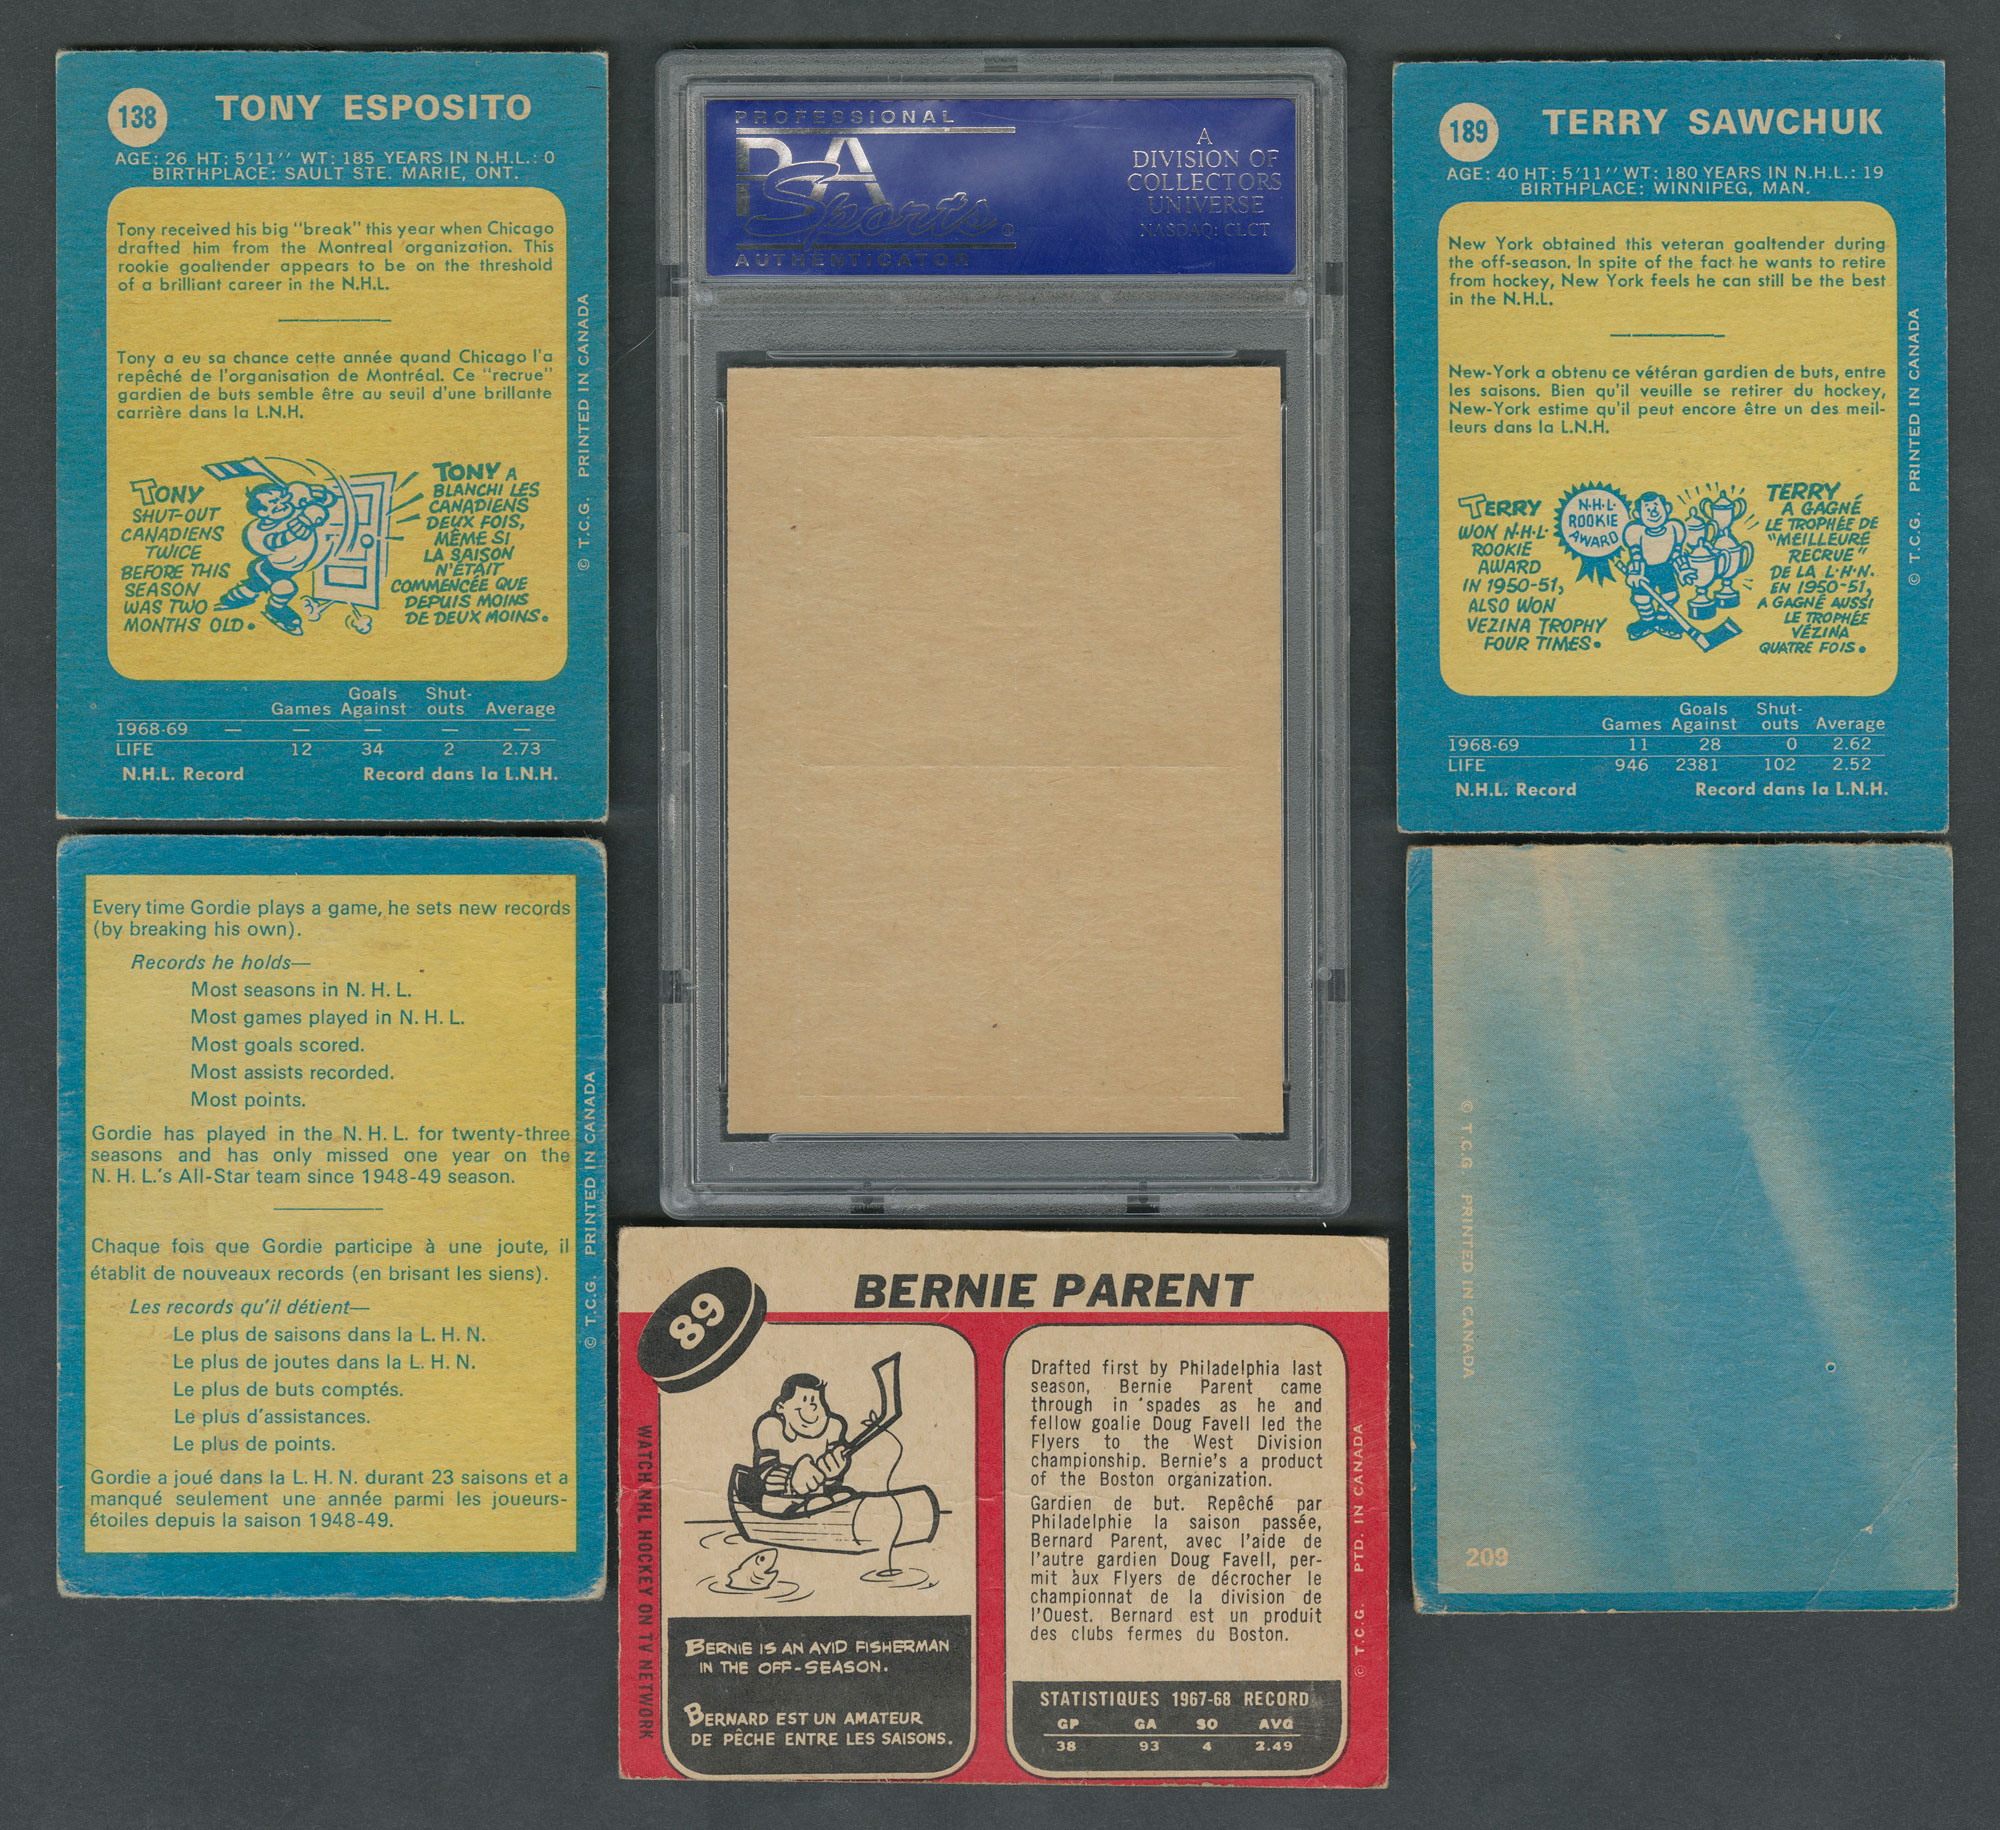 138
TONY ESPOSITO
AGE: 26 HT: 5'11'' WT: 185 YEARS IN N.H.L.: 0
BIRTHPLACE: SAULT STE. MARIE, ONT.
Tony received his big "break" this year when Chicago
drafted him from the Montreal organization. This
rookie goaltender appears to be on the threshold
of a brilliant career in the N.H.L.
Tony a eu sa chance cette année quand Chicago l'a
repêché de l'organisation de Montréal. Ce "recrue"
gardien de buts semble être au seuil d'une brillante
carrière dans la L.N.H.
TONY
SHUT-OUT
CANADIENS
TWICE
BEFORE THIS
SEASON
WAS TWO
MONTHS OLD.
TONY A
BLANCHI LES
CANADIENS
DEUX FOIS,
MÊME SI
LA SAISON
N'ÉTAIT
COMMENCÉE QUE
DEPUIS MOINS
DE DEUX MOINS.
© T.C.G. PRINTED IN CANADA
Goals Shut-
Games Against outs Average
1968-69 — — — —
LIFE 12 34 2 2.73
N.H.L. Record Record dans la L.N.H.
PROFESSIONAL
PSA
Sports
AUTHENTICATOR
A
DIVISION OF
COLLECTORS
UNIVERSE
NASDAQ: CLCT
189
TERRY SAWCHUK
AGE: 40 HT: 5'11'' WT: 180 YEARS IN N.H.L.: 19
BIRTHPLACE: WINNIPEG, MAN.
New York obtained this veteran goaltender during
the off-season. In spite of the fact he wants to retire
from hockey, New York feels he can still be the best
in the N.H.L.
New-York a obtenu ce vétéran gardien de buts, entre
les saisons. Bien qu'il veuille se retirer du hockey,
New-York estime qu'il peut encore être un des meil-
leurs dans la L.N.H.
TERRY
WON N·H·L·
ROOKIE
AWARD
IN 1950-51,
ALSO WON
VEZINA TROPHY
FOUR TIMES.
N·H·L·
ROOKIE
AWARD
TERRY
A GAGNÉ
LE TROPHÉE DE
"MEILLEURE
RECRUE"
DE LA L·H·N.
EN 1950-51,
A GAGNÉ AUSSI
LE TROPHÉE
VÉZINA
QUATRE FOIS.
© T.C.G. PRINTED IN CANADA
Goals Shut-
Games Against outs Average
1968-69 11 28 0 2.62
LIFE 946 2381 102 2.52
N.H.L. Record Record dans la L.N.H.
Every time Gordie plays a game, he sets new records
(by breaking his own).
Records he holds—
Most seasons in N. H. L.
Most games played in N. H. L.
Most goals scored.
Most assists recorded.
Most points.
Gordie has played in the N. H. L. for twenty-three
seasons and has only missed one year on the
N. H. L.'s All-Star team since 1948-49 season.
Chaque fois que Gordie participe à une joute, il
établit de nouveaux records (en brisant les siens).
Les records qu'il détient—
Le plus de saisons dans la L. H. N.
Le plus de joutes dans la L. H. N.
Le plus de buts comptés.
Le plus d'assistances.
Le plus de points.
Gordie a joué dans la L. H. N. durant 23 saisons et a
manqué seulement une année parmi les joueurs-
étoiles depuis la saison 1948-49.
© T.C.G. PRINTED IN CANADA
89
BERNIE PARENT
WATCH NHL HOCKEY ON TV NETWORK
BERNIE IS AN AVID FISHERMAN
IN THE OFF-SEASON.
BERNARD EST UN AMATEUR
DE PÊCHE ENTRE LES SAISONS.
Drafted first by Philadelphia last
season, Bernie Parent came
through in spades as he and
fellow goalie Doug Favell led the
Flyers to the West Division
championship. Bernie's a product
of the Boston organization.
Gardien de but. Repêché par
Philadelphie la saison passée,
Bernard Parent, avec l'aide de
l'autre gardien Doug Favell, per-
mit aux Flyers de décrocher le
championnat de la division de
l'Ouest. Bernard est un produit
des clubs fermes du Boston.
STATISTIQUES 1967-68 RECORD
GP GA SO AVG
38 93 4 2.49
© T.C.G. PTD. IN CANADA
© T.C.G. PRINTED IN CANADA
209